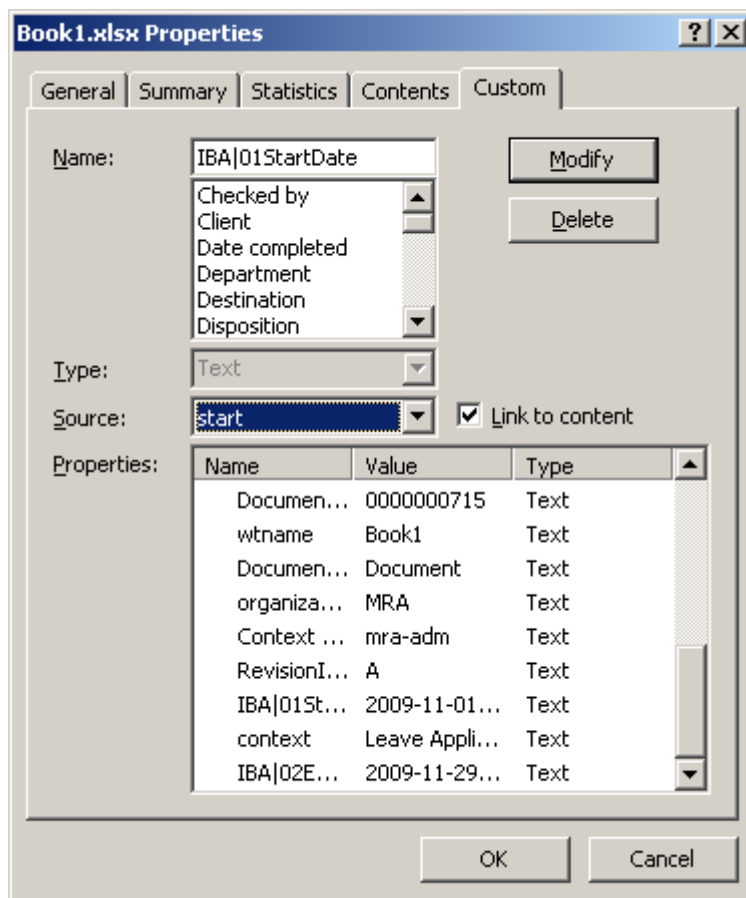 Book1.xlsx Properties
General Summary Statistics Contents Custom
Name: IBA|01StartDate Modify
Checked by
Client
Date completed
Department
Destination
Disposition
Delete
Type: Text
Source: start Link to content
Properties: Name Value Type
Documen... 0000000715 Text
wtname Book1 Text
Documen... Document Text
organiza... MRA Text
Context ... mra-adm Text
RevisionI... A Text
IBA|01St... 2009-11-01... Text
context Leave Appli... Text
IBA|02E... 2009-11-29... Text
OK Cancel